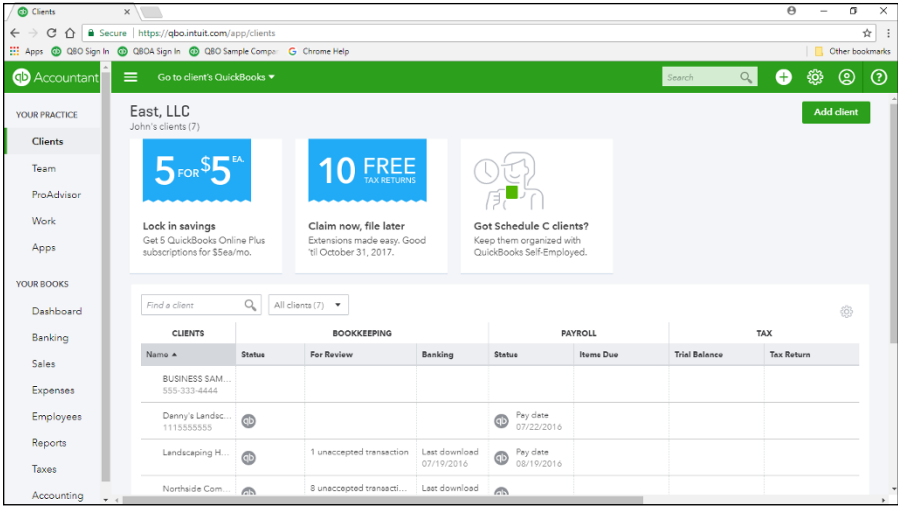 Clients
Secure https://qbo.intuit.com/app/clients
Apps QBO Sign In QBOA Sign In QBO Sample Compa Chrome Help Other bookmarks
qb Accountant Go to client's QuickBooks Search
YOUR PRACTICE
Clients
Team
ProAdvisor
Work
Apps
YOUR BOOKS
Dashboard
Banking
Sales
Expenses
Employees
Reports
Taxes
Accounting
East, LLC
John's clients (7)
Add client
5 FOR $5 EA.
Lock in savings
Get 5 QuickBooks Online Plus
subscriptions for $5ea/mo.
10 FREE
TAX RETURNS
Claim now, file later
Extensions made easy. Good
'til October 31, 2017.
Got Schedule C clients?
Keep them organized with
QuickBooks Self-Employed.
Find a client All clients (7)
CLIENTS BOOKKEEPING PAYROLL TAX
Name Status For Review Banking Status Items Due Trial Balance Tax Return
BUSINESS SAM...
555-333-4444
Danny's Landsc... qb qb Pay date
1115555555 07/22/2016
Landscaping H... qb 1 unaccepted transaction Last download qb Pay date
07/19/2016 08/19/2016
Northside Com... qb 8 unaccepted transacti... Last download qb